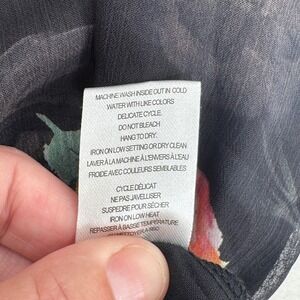 MACHINE WASH INSIDE OUT IN COLD
WATER WITH LIKE COLORS
DELICATE CYCLE.
DO NOT BLEACH
HANG TO DRY.
IRON ON LOW SETTING OR DRY CLEAN
LAVER À LA MACHINE À L'ENVERS À L'EAU
FROIDE AVEC COULEURS SEMBLABLES
CYCLE DÉLICAT
NE PAS JAVELLISER
SUSPEDRE POUR SÉCHER
IRON ON LOW HEAT
REPASSER À BASSE TEMPÉRATURE